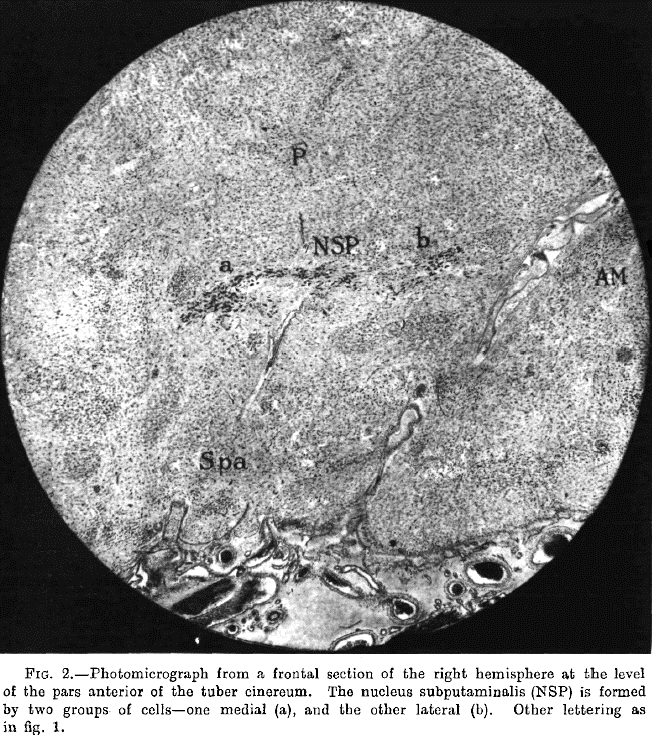 P
NSP
b
a
AM
Spa
FIG. 2.—Photomicrograph from a frontal section of the right hemisphere at the level
of the pars anterior of the tuber cinereum. The nucleus subputaminalis (NSP) is formed
by two groups of cells—one medial (a), and the other lateral (b). Other lettering as
in fig. 1.